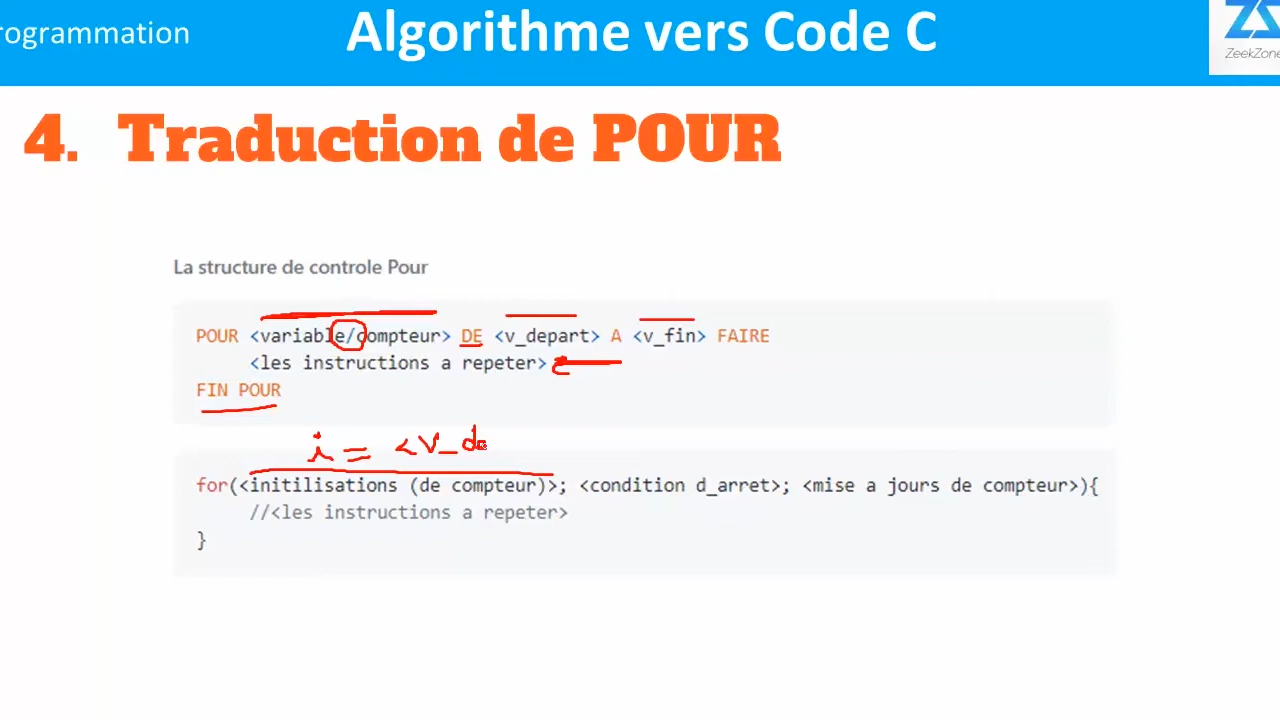 rogrammation
Algorithme vers Code C
ZeekZone
4. Traduction de POUR
La structure de controle Pour
POUR <variable/compteur> DE <v_depart> A <v_fin> FAIRE
<les instructions a repeter>
FIN POUR
i = <v_de
for(<initilisations (de compteur)>; <condition d_arret>; <mise a jours de compteur>){
//<les instructions a repeter>
}